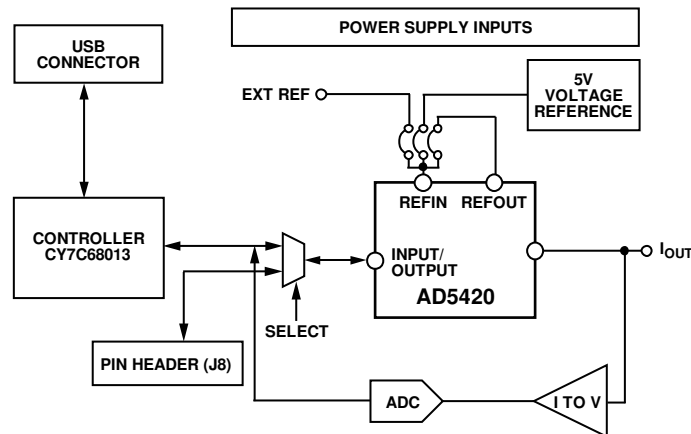 POWER SUPPLY INPUTS
USB
CONNECTOR
EXT REF
5V
VOLTAGE
REFERENCE
REFIN
REFOUT
CONTROLLER
CY7C68013
INPUT/
OUTPUT
AD5420
IOUT
SELECT
PIN HEADER (J8)
ADC
I TO V